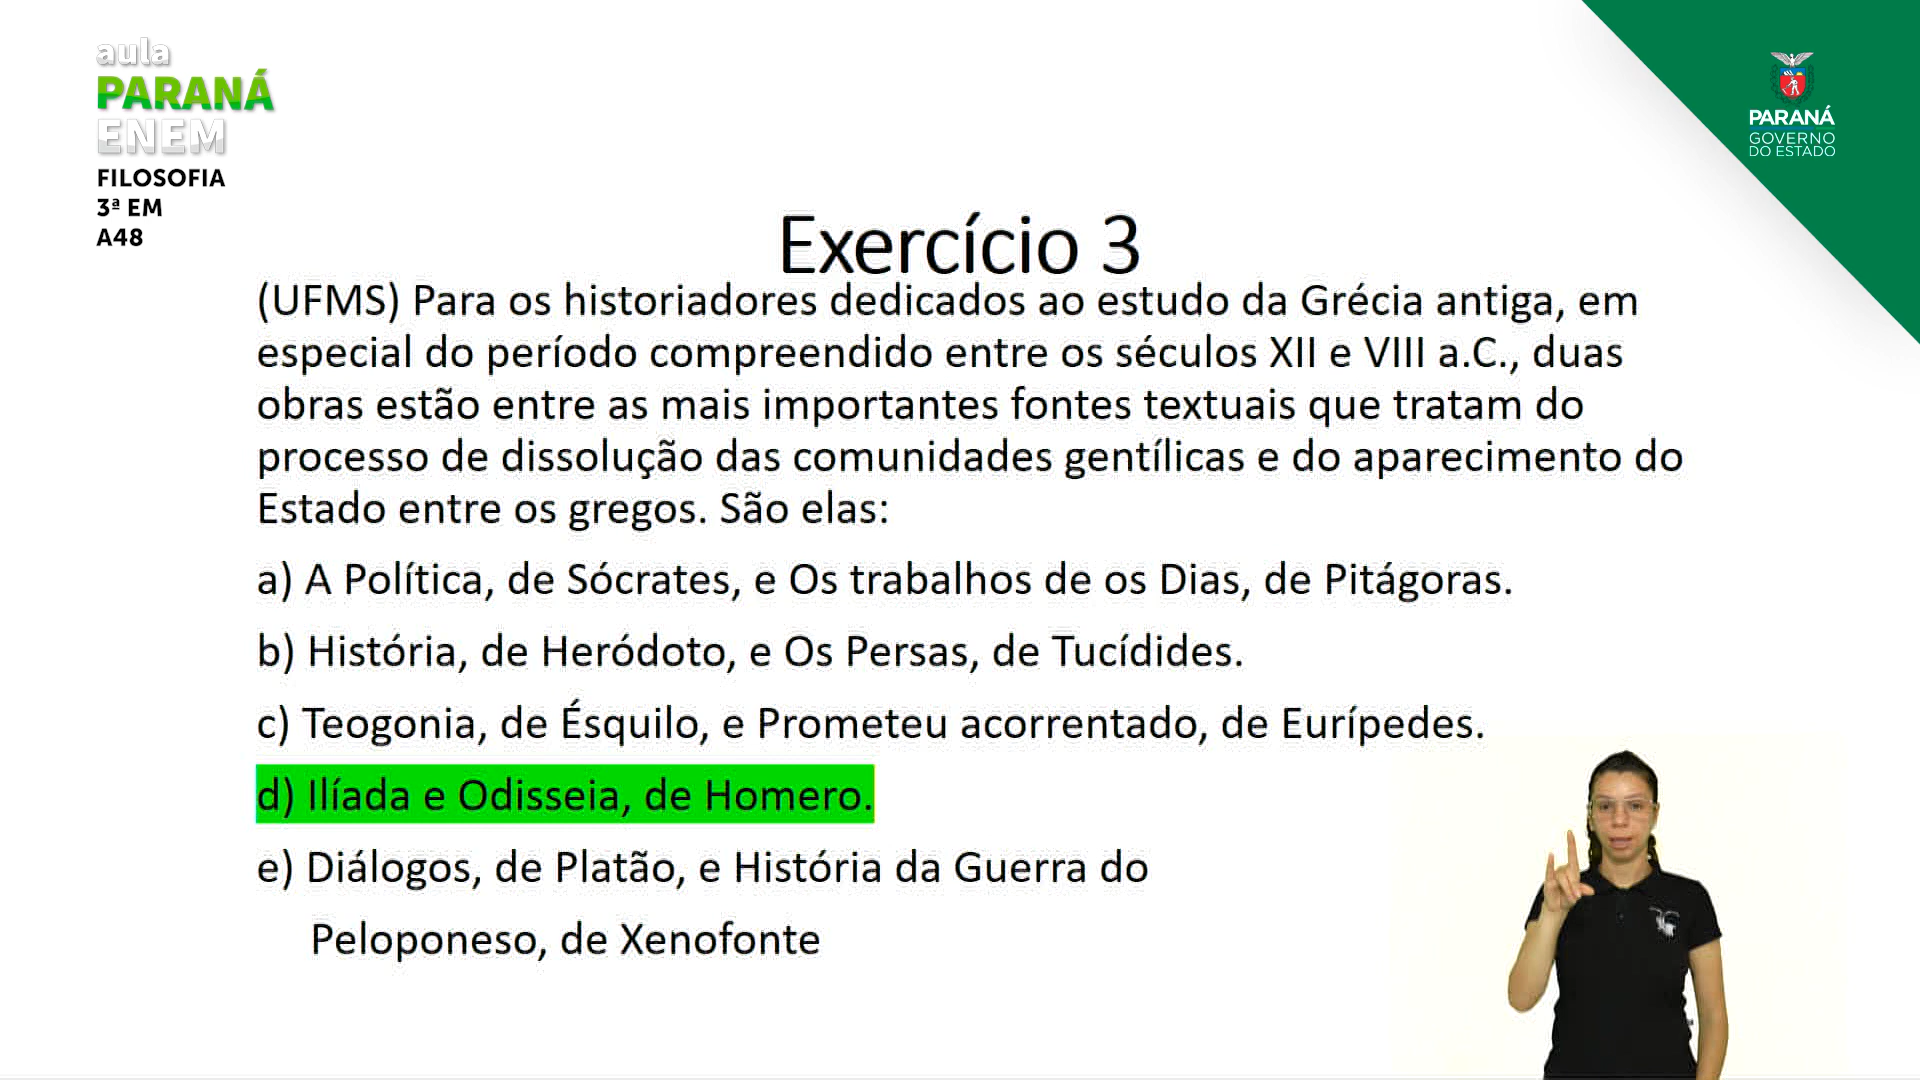 aula
PARANÁ
ENEM
FILOSOFIA
3ª EM
A48
PARANÁ
GOVERNO
DO ESTADO
Exercício 3
(UFMS) Para os historiadores dedicados ao estudo da Grécia antiga, em
especial do período compreendido entre os séculos XII e VIII a.C., duas
obras estão entre as mais importantes fontes textuais que tratam do
processo de dissolução das comunidades gentílicas e do aparecimento do
Estado entre os gregos. São elas:
a) A Política, de Sócrates, e Os trabalhos de os Dias, de Pitágoras.
b) História, de Heródoto, e Os Persas, de Tucídides.
c) Teogonia, de Ésquilo, e Prometeu acorrentado, de Eurípedes.
d) Ilíada e Odisseia, de Homero.
e) Diálogos, de Platão, e História da Guerra do
Peloponeso, de Xenofonte